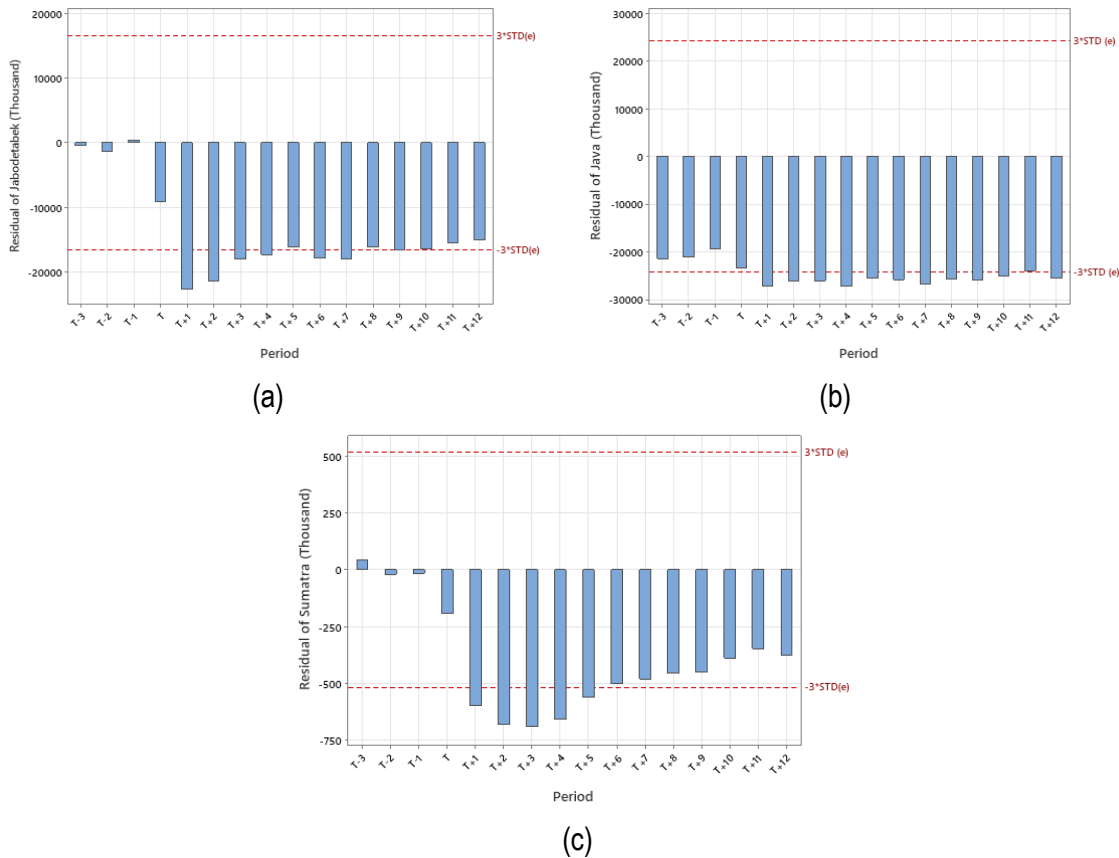 20000
10000
0
-10000
-20000
Residual of Jabodetabek (Thousand)
3*STD(e)
-3*STD(e)
T-3
T-2
T-1
T
T+1
T+2
T+3
T+4
T+5
T+6
T+7
T+8
T+9
T+10
T+11
T+12
Period
(a)
30000
20000
10000
0
-10000
-20000
-30000
Residual of Java (Thousand)
3*STD (e)
-3*STD (e)
T-3
T-2
T-1
T
T+1
T+2
T+3
T+4
T+5
T+6
T+7
T+8
T+9
T+10
T+11
T+12
Period
(b)
500
250
0
-250
-500
-750
Residual of Sumatra (Thousand)
3*STD (e)
-3*STD(e)
T-3
T-2
T-1
T
T+1
T+2
T+3
T+4
T+5
T+6
T+7
T+8
T+9
T+10
T+11
T+12
Period
(c)